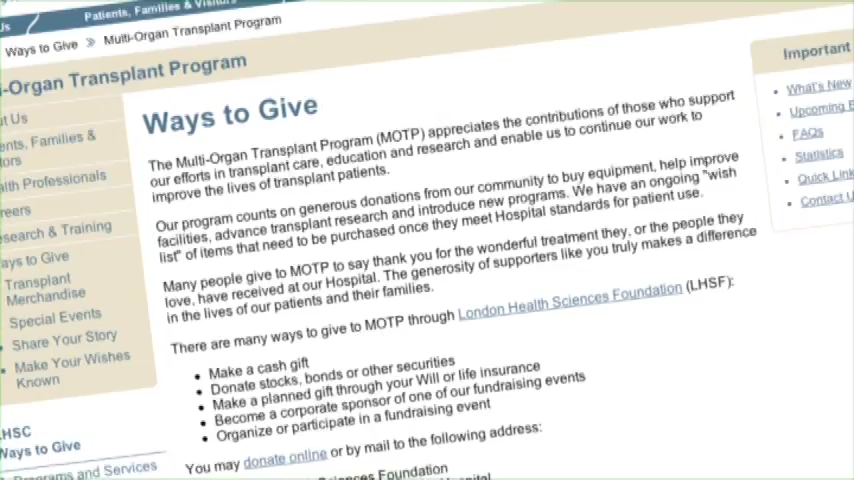 Us
Patients, Families & Visitors
Ways to Give » Multi-Organ Transplant Program
-Organ Transplant Program
t Us
ents, Families &
tors
alth Professionals
reers
search & Training
ays to Give
Transplant
Merchandise
Special Events
Share Your Story
Make Your Wishes
Known
LHSC
Ways to Give
Programs and Services
Ways to Give
The Multi-Organ Transplant Program (MOTP) appreciates the contributions of those who support
our efforts in transplant care, education and research and enable us to continue our work to
improve the lives of transplant patients.
Our program counts on generous donations from our community to buy equipment, help improve
facilities, advance transplant research and introduce new programs. We have an ongoing "wish
list" of items that need to be purchased once they meet Hospital standards for patient use.
Many people give to MOTP to say thank you for the wonderful treatment they, or the people they
love, have received at our Hospital. The generosity of supporters like you truly makes a difference
in the lives of our patients and their families.
There are many ways to give to MOTP through London Health Sciences Foundation (LHSF):
• Make a cash gift
• Donate stocks, bonds or other securities
• Make a planned gift through your Will or life insurance
• Become a corporate sponsor of one of our fundraising events
• Organize or participate in a fundraising event
You may donate online or by mail to the following address:
Sciences Foundation
Important
• What's New
• Upcoming E
• FAQs
• Statistics
• Quick Link
• Contact U